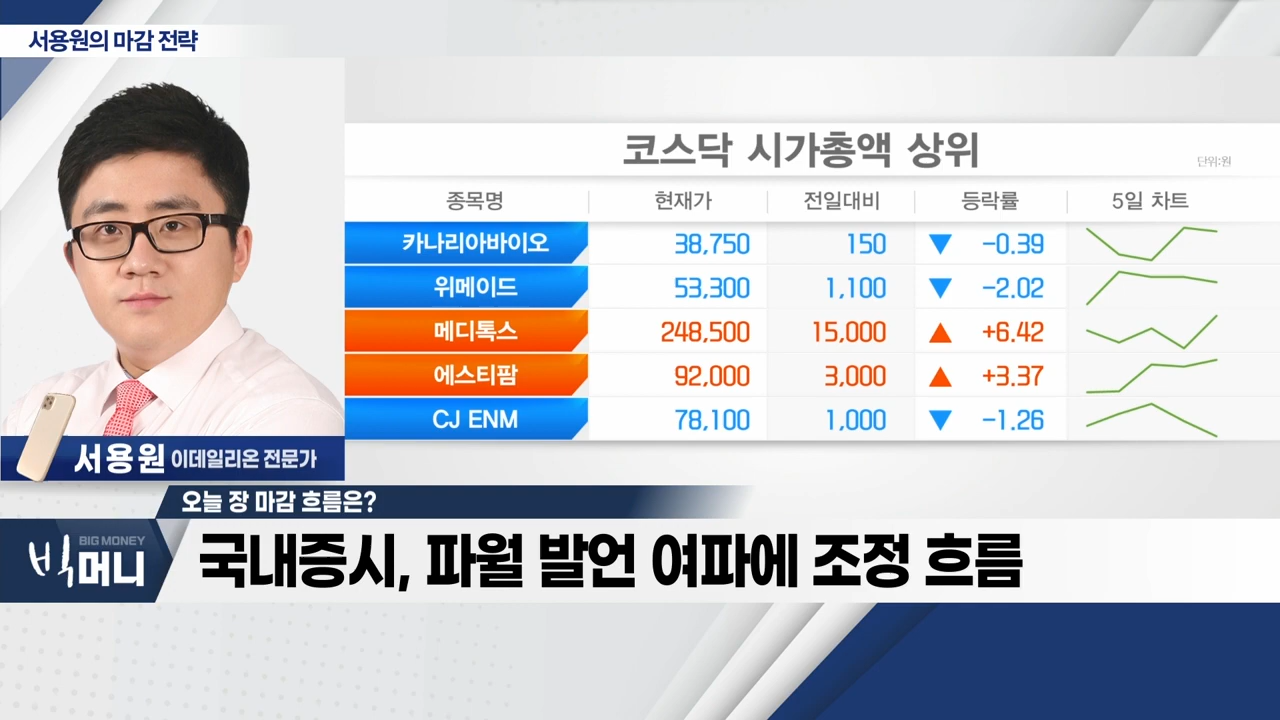 서용원의 마감 전략
코스닥 시가총액 상위
단위:원
종목명 현재가 전일대비 등락률 5일 차트
카나리아바이오 38,750 150 ▼ -0.39
위메이드 53,300 1,100 ▼ -2.02
메디톡스 248,500 15,000 ▲ +6.42
에스티팜 92,000 3,000 ▲ +3.37
CJ ENM 78,100 1,000 ▼ -1.26
서용원 이데일리온 전문가
오늘 장 마감 흐름은?
BIG MONEY
빅머니
국내증시, 파월 발언 여파에 조정 흐름